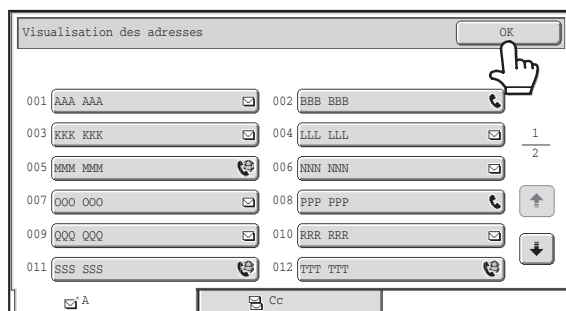 Visualisation des adresses OK
001 AAA AAA 002 BBB BBB
003 KKK KKK 004 LLL LLL
005 MMM MMM 006 NNN NNN
007 OOO OOO 008 PPP PPP
009 QQQ QQQ 010 RRR RRR
011 SSS SSS 012 TTT TTT
1
2
A Cc